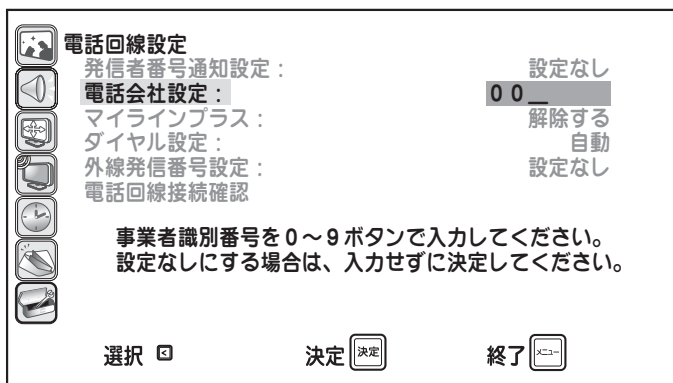 電話回線設定
発信者番号通知設定： 設定なし
電話会社設定： ００＿
マイラインプラス： 解除する
ダイヤル設定： 自動
外線発信番号設定： 設定なし
電話回線接続確認
事業者識別番号を０～９ボタンで入力してください。
設定なしにする場合は、入力せずに決定してください。
選択 決定 決定 終了 メニュー